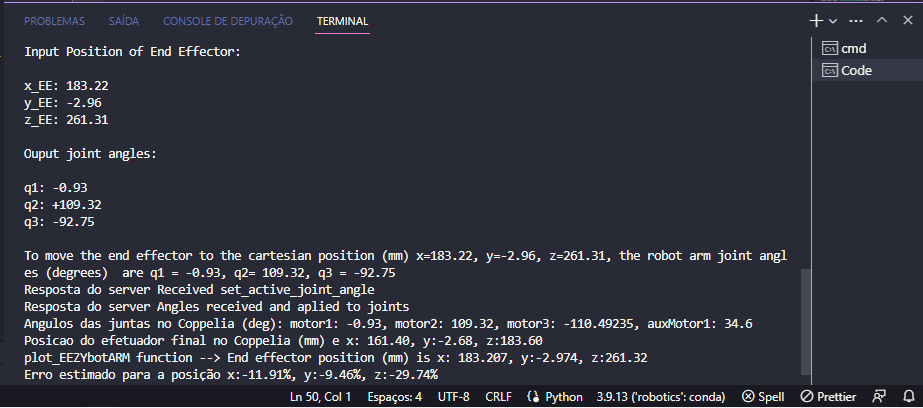 PROBLEMAS SAÍDA CONSOLE DE DEPURAÇÃO TERMINAL
Input Position of End Effector:
x_EE: 183.22
y_EE: -2.96
z_EE: 261.31
Ouput joint angles:
q1: -0.93
q2: +109.32
q3: -92.75
To move the end effector to the cartesian position (mm) x=183.22, y=-2.96, z=261.31, the robot arm joint angl
es (degrees)  are q1 = -0.93, q2= 109.32, q3 = -92.75
Resposta do server Received set_active_joint_angle
Resposta do server Angles received and aplied to joints
Angulos das juntas no Coppelia (deg): motor1: -0.93, motor2: 109.32, motor3: -110.49235, auxMotor1: 34.6
Posicao do efetuador final no Coppelia (mm) e x: 161.40, y:-2.68, z:183.60
plot_EEZYbotARM function --> End effector position (mm) is x: 183.207, y:-2.974, z:261.32
Erro estimado para a posição x:-11.91%, y:-9.46%, z:-29.74%
cmd
Code
Ln 50, Col 1 Espaços: 4 UTF-8 CRLF Python 3.9.13 ('robotics': conda) Spell Prettier